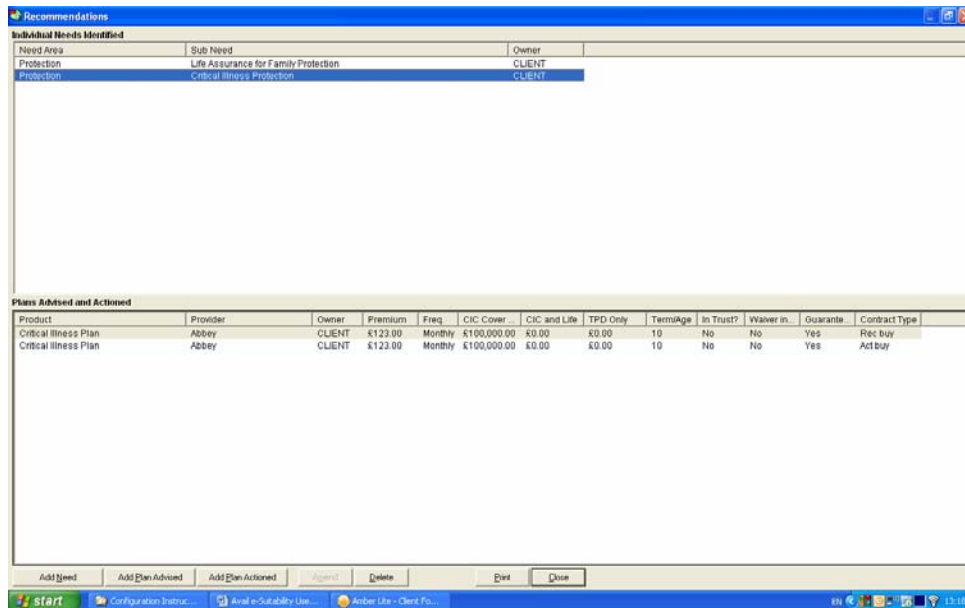 Recommendations
Individual Needs Identified
Need Area Sub Need Owner
Protection Life Assurance for Family Protection CLIENT
Protection Critical Illness Protection CLIENT
Plans Advised and Actioned
Product Provider Owner Premium Freq. CIC Cover ... CIC and Life TPD Only Term/Age In Trust? Waiver in... Guarante... Contract Type
Critical Illness Plan Abbey CLIENT £123.00 Monthly £100,000.00 £0.00 £0.00 10 No No Yes Rec buy
Critical Illness Plan Abbey CLIENT £123.00 Monthly £100,000.00 £0.00 £0.00 10 No No Yes Act buy
Add Need Add Plan Advised Add Plan Actioned Amend Delete Print Close
start Configuration Instruc... Avail e-Suitability Use... Amber Lite - Client Fo... EN 13:18